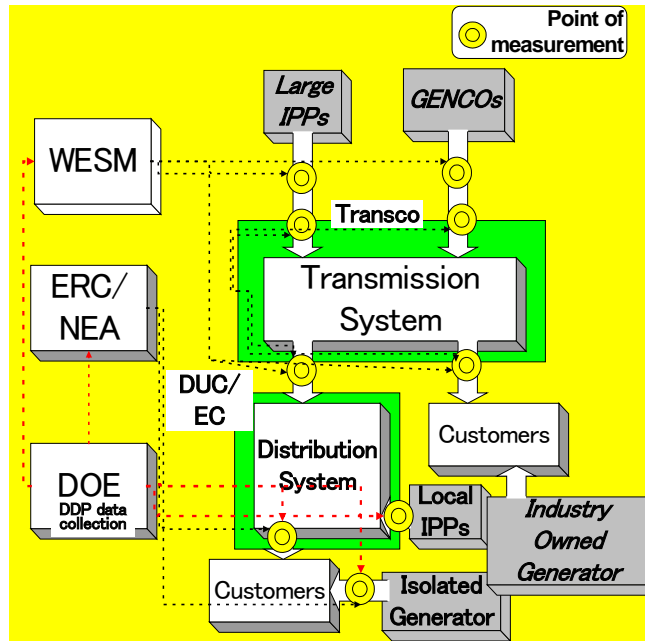 Point of
measurement
Large
IPPs
GENCOs
WESM
Transco
Transmission
System
ERC/
NEA
DUC/
EC
Distribution
System
Customers
DOE
DDP data
collection
Local
IPPs
Industry
Owned
Generator
Customers
Isolated
Generator